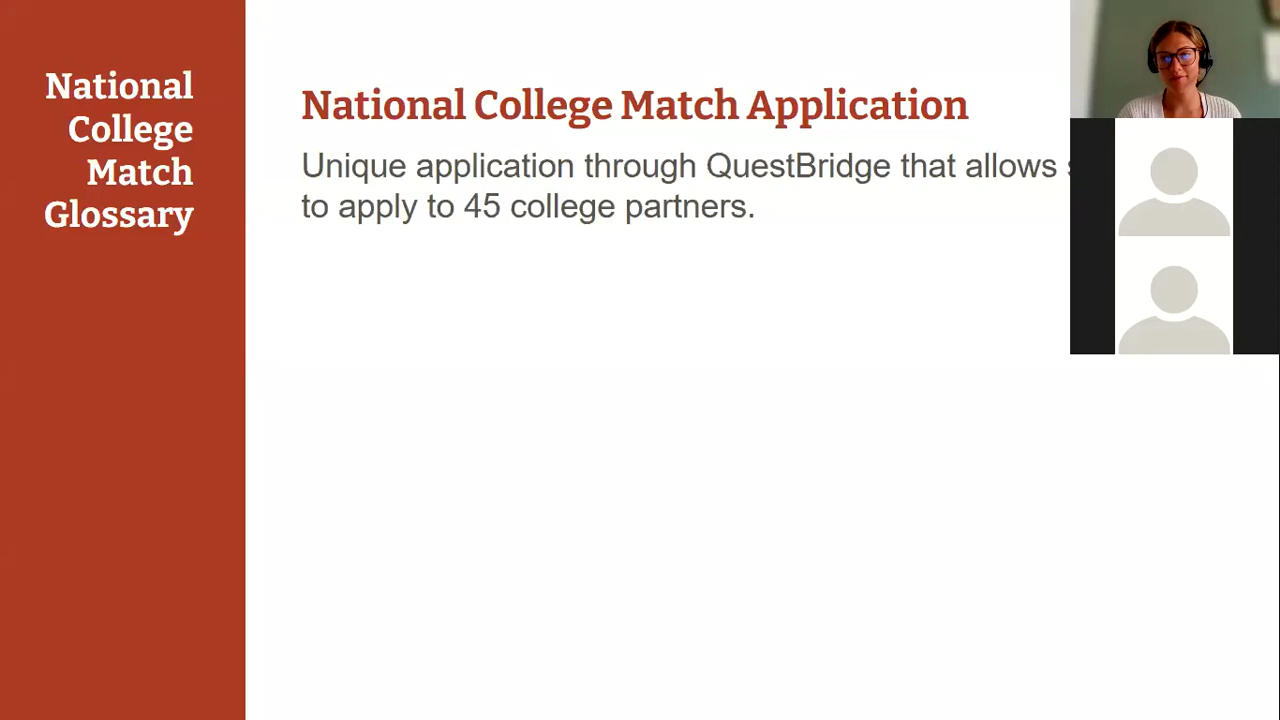 National
College
Match
Glossary
National College Match Application
Unique application through QuestBridge that allows
to apply to 45 college partners.